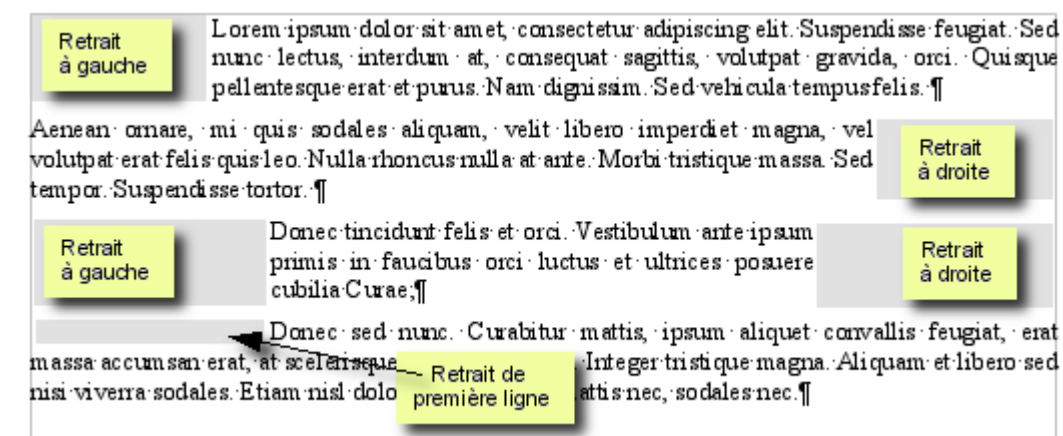 Retrait
à gauche
Lorem ipsum dolor sit amet, consectetur adipiscing elit. Suspendisse feugiat. Sed
nunc lectus, interdum at, consequat sagittis, volutpat gravida, orci. Quisque
pellentesque erat et purus. Nam dignissim. Sed vehicula tempus felis. ¶
Aenean ornare, mi quis sodales aliquam, velit libero imperdiet magna, vel
volutpat erat felis quis leo. Nulla rhoncus nulla at ante. Morbi tristique massa. Sed
tempor. Suspendisse tortor. ¶
Retrait
à droite
Retrait
à gauche
Donec tincidunt felis et orci. Vestibulum ante ipsum
primis in faucibus orci luctus et ultrices posuere
cubilia Curae;¶
Retrait
à droite
Donec sed nunc. Curabitur mattis, ipsum aliquet convallis feugiat, erat
massa accumsan erat, at scelerisque Integer tristique magna. Aliquam et libero sed
nisi viverra sodales. Etiam nisl nec, sodales nec.¶
Retrait de
première ligne